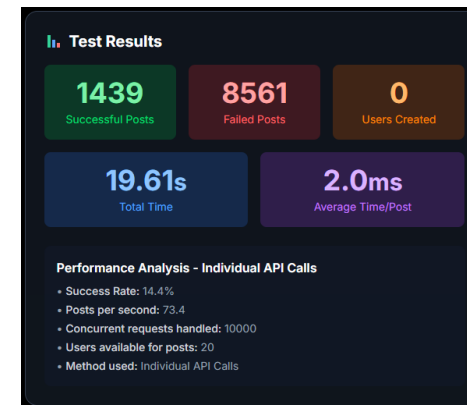 Test Results
1439
Successful Posts
8561
Failed Posts
0
Users Created
19.61s
Total Time
2.0ms
Average Time/Post
Performance Analysis - Individual API Calls
• Success Rate: 14.4%
• Posts per second: 73.4
• Concurrent requests handled: 10000
• Users available for posts: 20
• Method used: Individual API Calls